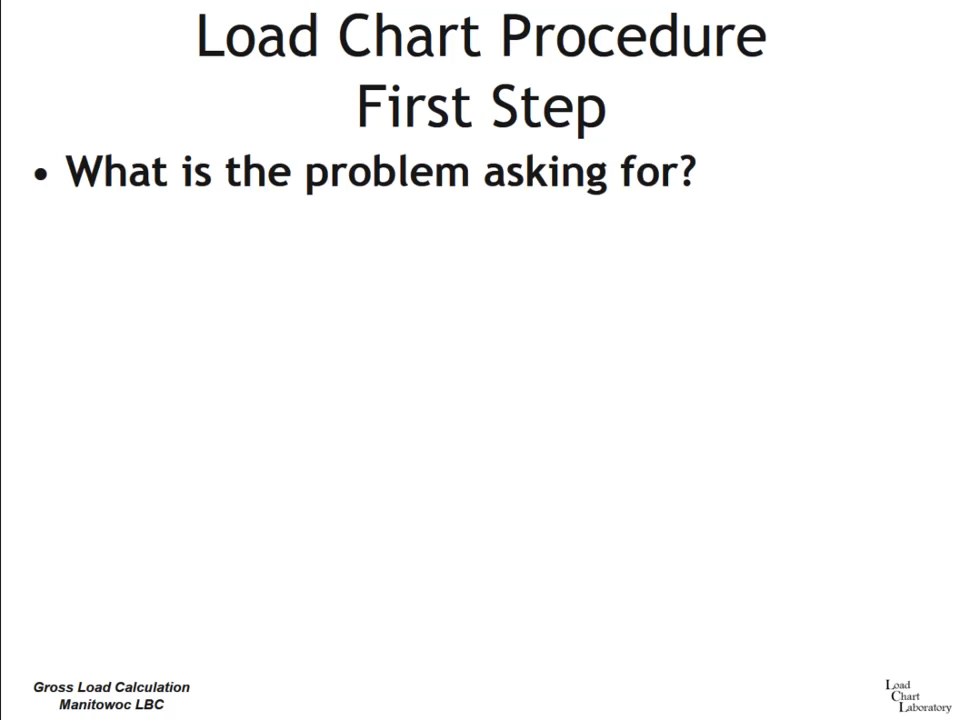 Load Chart Procedure
First Step
• What is the problem asking for?
Gross Load Calculation
Manitowoc LBC
Load
Chart
Laboratory